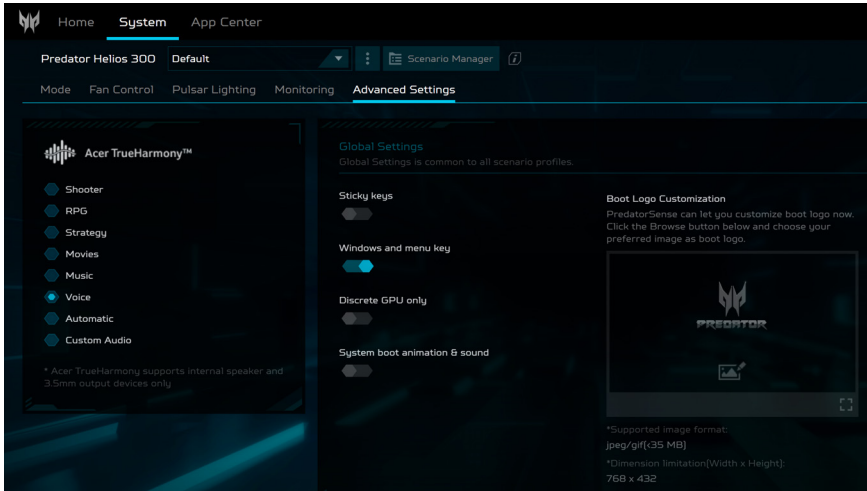 Home System App Center
Predator Helios 300 Default Scenario Manager i
Mode Fan Control Pulsar Lighting Monitoring Advanced Settings
Acer TrueHarmony™
Shooter
RPG
Strategy
Movies
Music
Voice
Automatic
Custom Audio
* Acer TrueHarmony supports internal speaker and
3.5mm output devices only
Global Settings
Global Settings is common to all scenario profiles.
Sticky keys
Windows and menu key
Discrete GPU only
System boot animation & sound
Boot Logo Customization
PredatorSense can let you customize boot logo now.
Click the Browse button below and choose your
preferred image as boot logo.
PREDATOR
*Supported image format:
jpeg/gif(<35 MB)
*Dimension limitation(Width x Height):
768 x 432